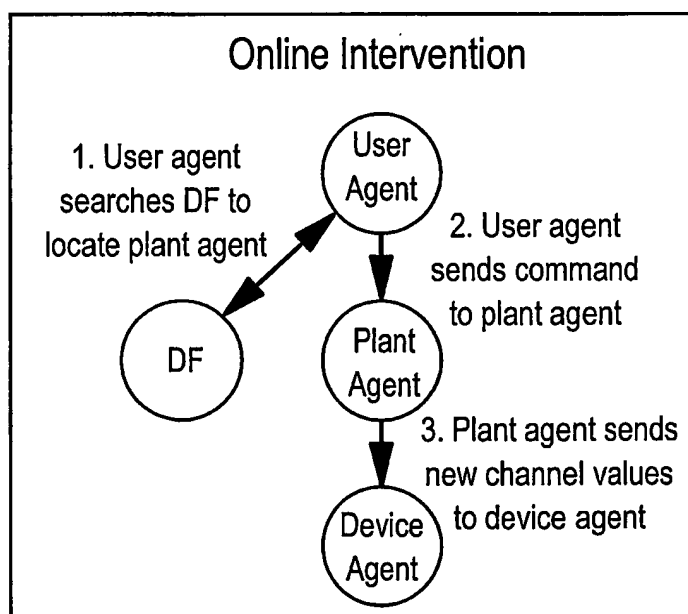 Online Intervention
1. User agent
searches DF to
locate plant agent
User
Agent
2. User agent
sends command
to plant agent
DF
Plant
Agent
3. Plant agent sends
new channel values
to device agent
Device
Agent